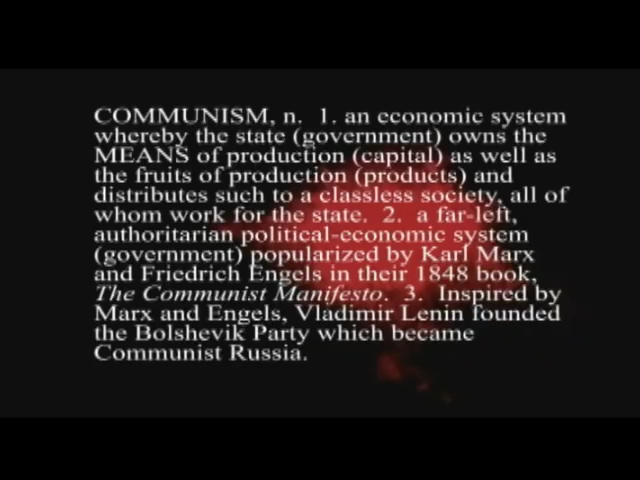 COMMUNISM, n.  1. an economic system
whereby the state (government) owns the
MEANS of production (capital) as well as
the fruits of production (products) and
distributes such to a classless society, all of
whom work for the state.  2.  a far-left,
authoritarian political-economic system
(government) popularized by Karl Marx
and Friedrich Engels in their 1848 book,
The Communist Manifesto.  3.  Inspired by
Marx and Engels, Vladimir Lenin founded
the Bolshevik Party which became
Communist Russia.